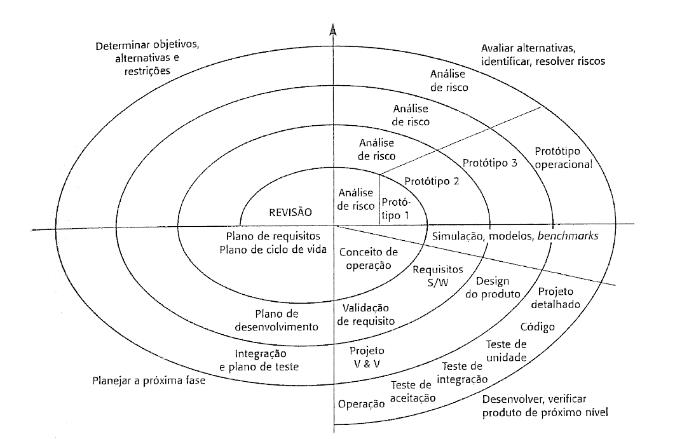 Determinar objetivos,
alternativas e
restrições
Avaliar alternativas,
identificar, resolver riscos
Análise
de risco
Análise
de risco
Análise
de risco
Análise
de risco
Protó-
tipo 1
Protótipo 2
Protótipo 3
Protótipo
operacional
REVISÃO
Plano de requisitos
Plano de ciclo de vida
Conceito de
operação
Simulação, modelos, benchmarks
Requisitos
S/W
Design
do produto
Projeto
detalhado
Plano de
desenvolvimento
Validação
de requisito
Código
Teste de
unidade
Integração
e plano de teste
Projeto
V & V
Teste de
integração
Teste de
aceitação
Operação
Planejar a próxima fase
Desenvolver, verificar
produto de próximo nível